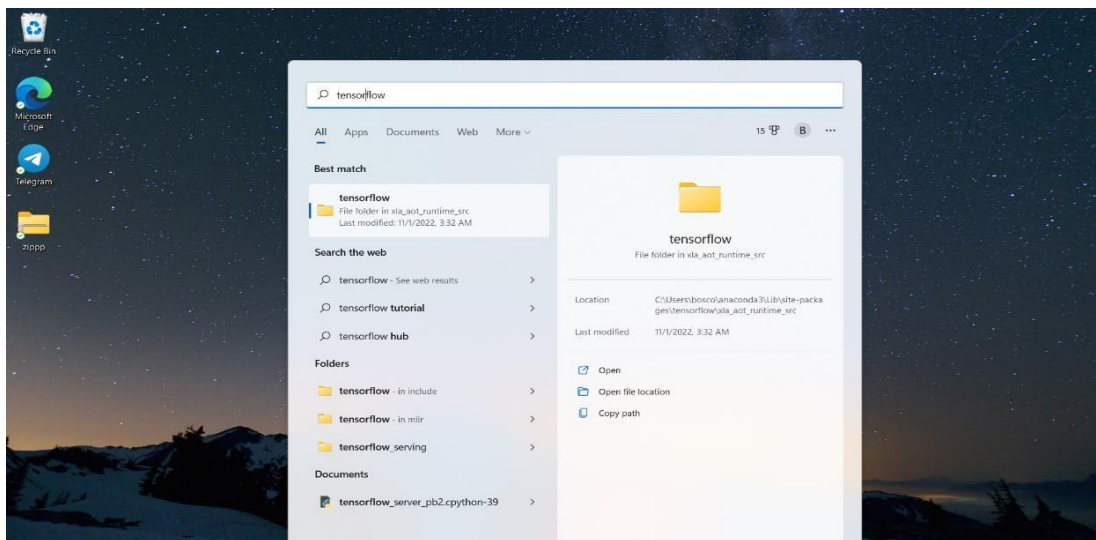 Recycle Bin
Microsoft
Edge
Telegram
zippp
tensorflow
All Apps Documents Web More
15 B ...
Best match
tensorflow
File folder in xla_aot_runtime_src
Last modified: 11/1/2022, 3:32 AM
Search the web
tensorflow - See web results
tensorflow tutorial
tensorflow hub
Folders
tensorflow - in include
tensorflow - in mlir
tensorflow_serving
Documents
tensorflow_server_pb2.cpython-39
tensorflow
File folder in xla_aot_runtime_src
Location C:\Users\bosco\anaconda3\Lib\site-packa
ges\tensorflow\xla_aot_runtime_src
Last modified 11/1/2022, 3:32 AM
Open
Open file location
Copy path